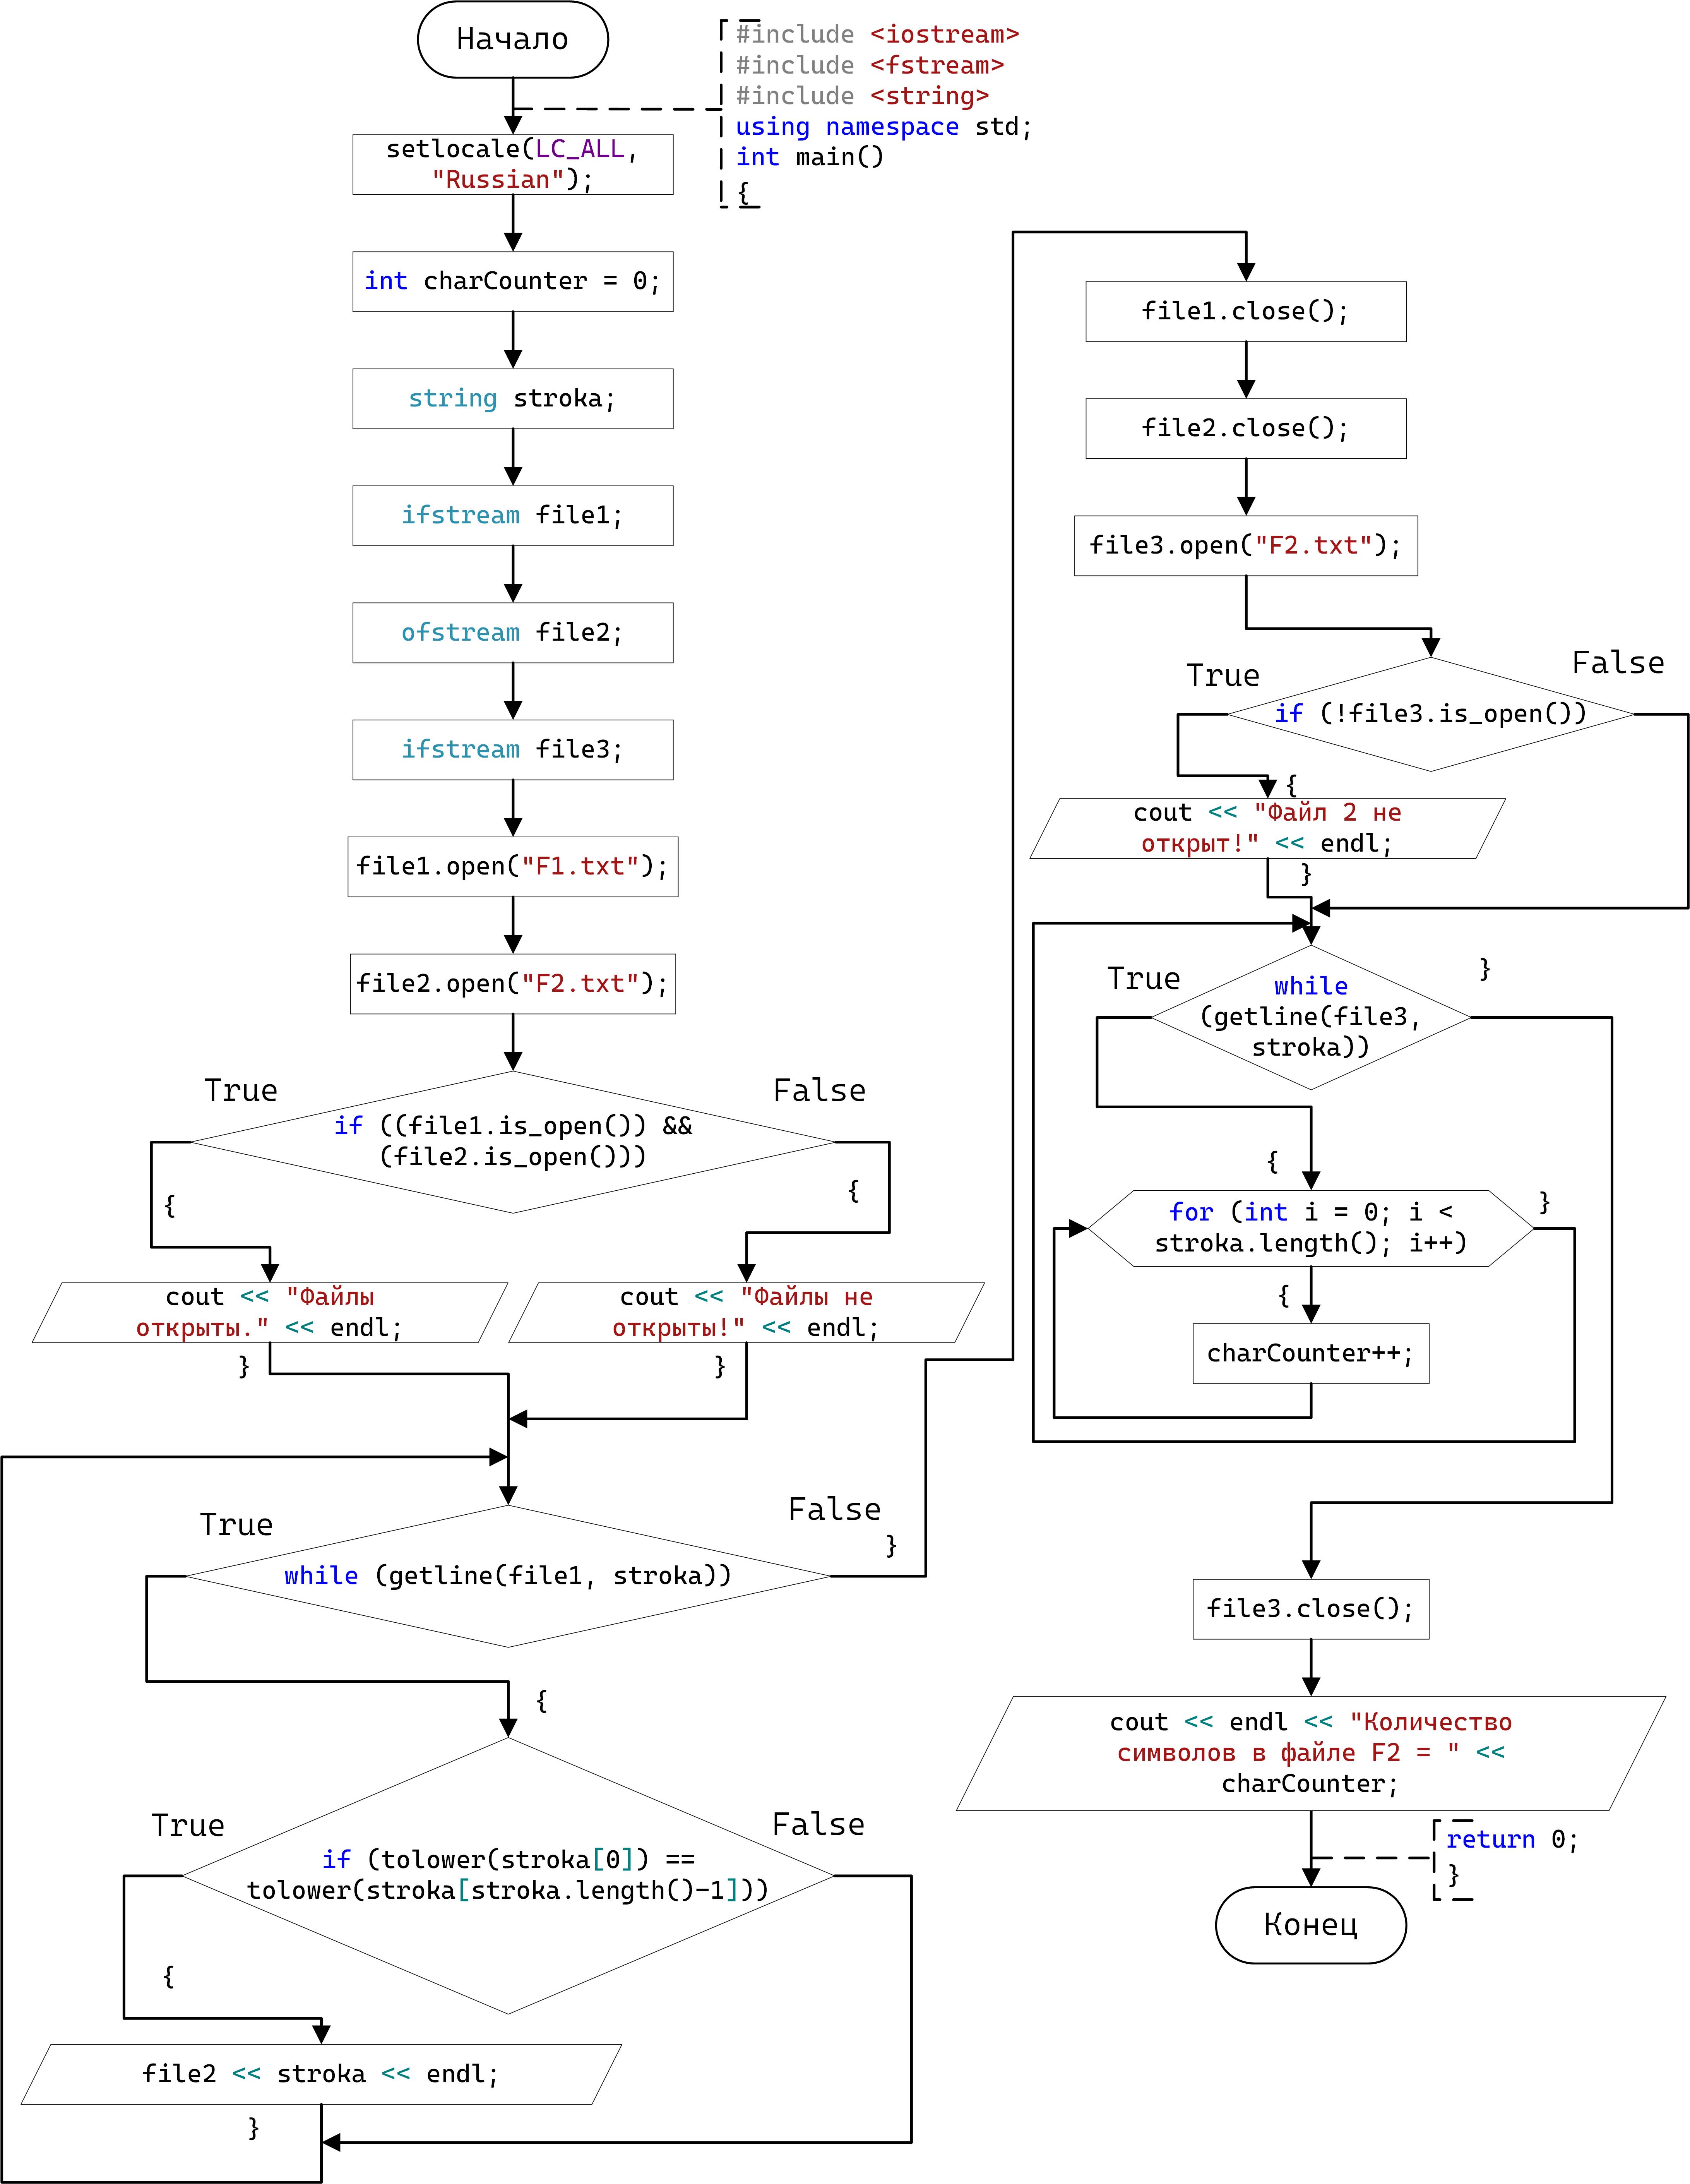 Начало
#include <iostream>
#include <fstream>
#include <string>
using namespace std;
int main()
{
setlocale(LC_ALL,
"Russian");
int charCounter = 0;
string stroka;
ifstream file1;
ofstream file2;
ifstream file3;
file1.open("F1.txt");
file2.open("F2.txt");
True
False
if ((file1.is_open()) &&
(file2.is_open()))
{
{
cout << "Файлы
открыты." << endl;
}
cout << "Файлы не
открыты!" << endl;
}
True
False
}
while (getline(file1, stroka))
{
True
False
if (tolower(stroka[0]) ==
tolower(stroka[stroka.length()-1]))
{
file2 << stroka << endl;
}
file1.close();
file2.close();
file3.open("F2.txt");
True
False
if (!file3.is_open())
{
cout << "Файл 2 не
открыт!" << endl;
}
True
}
while
(getline(file3,
stroka))
{
}
for (int i = 0; i <
stroka.length(); i++)
{
charCounter++;
file3.close();
cout << endl << "Количество
символов в файле F2 = " <<
charCounter;
return 0;
}
Конец